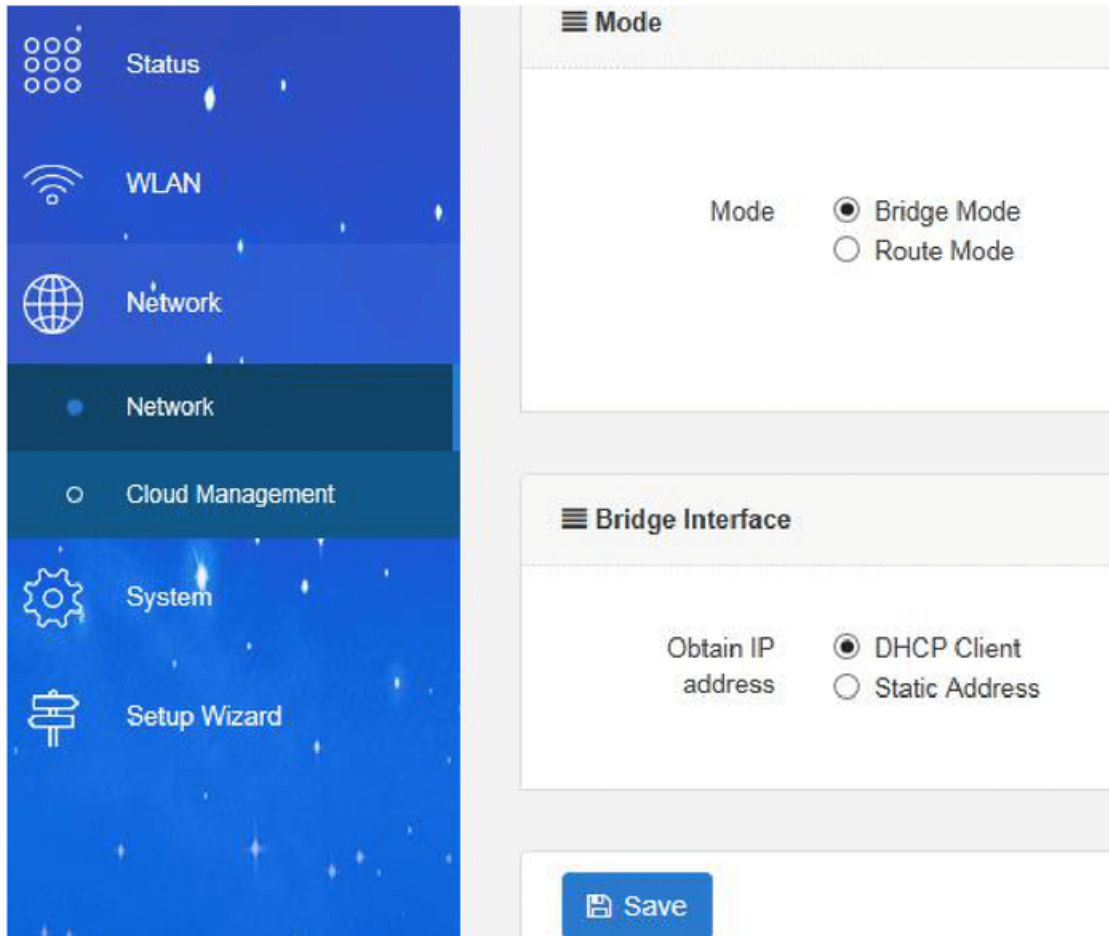 Status
WLAN
Network
Network
Cloud Management
System
Setup Wizard
Mode
Mode
Bridge Mode
Route Mode
Bridge Interface
Obtain IP
address
DHCP Client
Static Address
Save